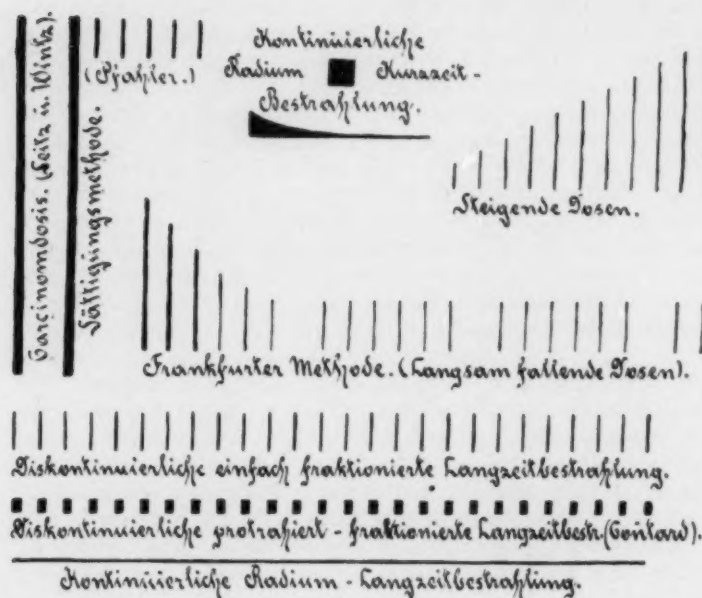 Carcinomdosis. (Seitz u. Wintz).
Sättigungsmethode.
(Pfahler.)
Kontinuierliche
Radium Kurzzeit-
Bestrahlung.
Steigende Dosen.
Frankfurter Methode. (Langsam fallende Dosen).
Diskontinuierliche einfach fraktionierte Langzeitbestrahlung.
Diskontinuierliche protrahiert - fraktionierte Langzeitbestr. (Coutard).
Kontinuierliche Radium - Langzeitbestrahlung.